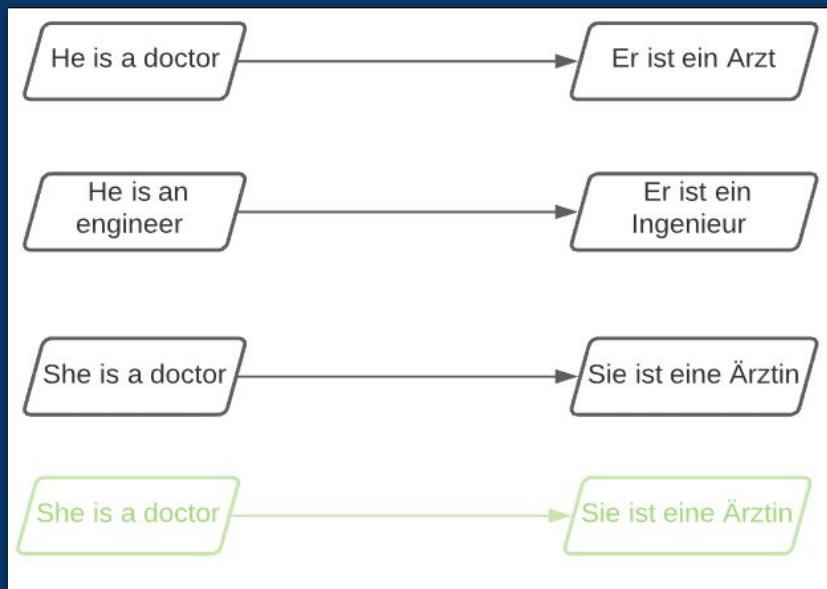 He is a doctor
Er ist ein Arzt
He is an
engineer
Er ist ein
Ingenieur
She is a doctor
Sie ist eine Ärztin
She is a doctor
Sie ist eine Ärztin